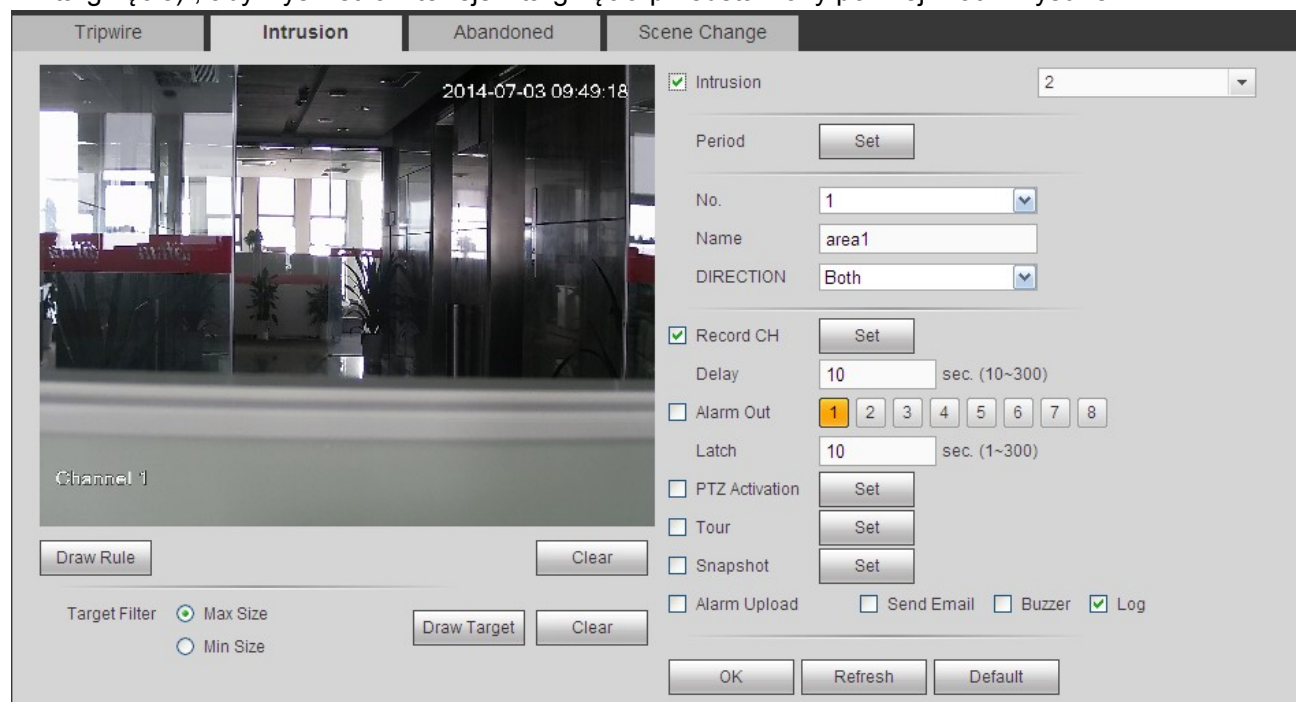 Tripwire Intrusion Abandoned Scene Change
2014-07-03 09:49:18
Channel 1
Draw Rule Clear
Target Filter Max Size
Min Size
Draw Target Clear
Intrusion 2
Period Set
No. 1
Name area1
DIRECTION Both
Record CH Set
Delay 10 sec. (10~300)
Alarm Out 1 2 3 4 5 6 7 8
Latch 10 sec. (1~300)
PTZ Activation Set
Tour Set
Snapshot Set
Alarm Upload Send Email Buzzer Log
OK Refresh Default